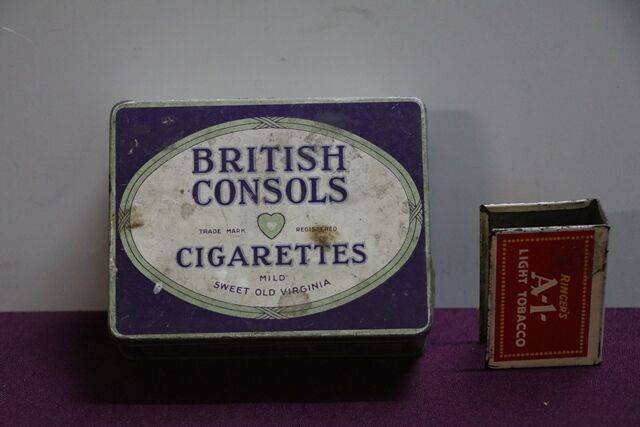 BRITISH
CONSOLS
TRADE MARK REGISTERED
CIGARETTES
MILD
SWEET OLD VIRGINIA
RINGER'S
A-1-
LIGHT TOBACCO